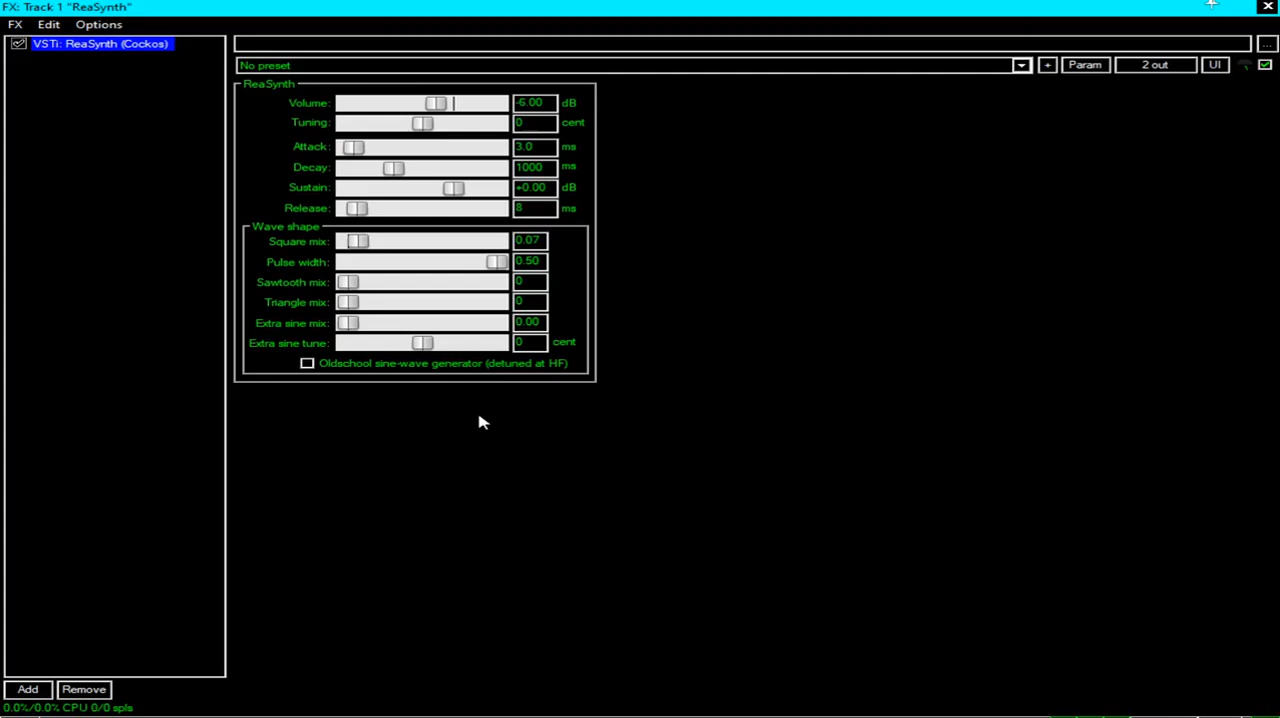 FX: Track 1 "ReaSynth"
FX Edit Options
VSTi: ReaSynth (Cockos)
...
No preset + Param 2 out UI
ReaSynth
Volume: -6.00 dB
Tuning: 0 cent
Attack: 3.0 ms
Decay: 1000 ms
Sustain: +0.00 dB
Release: 8 ms
Wave shape
Square mix: 0.07
Pulse width: 0.50
Sawtooth mix: 0
Triangle mix: 0
Extra sine mix: 0.00
Extra sine tune: 0 cent
Oldschool sine-wave generator (detuned at HF)
Add Remove
0.0%/0.0% CPU 0/0 spls